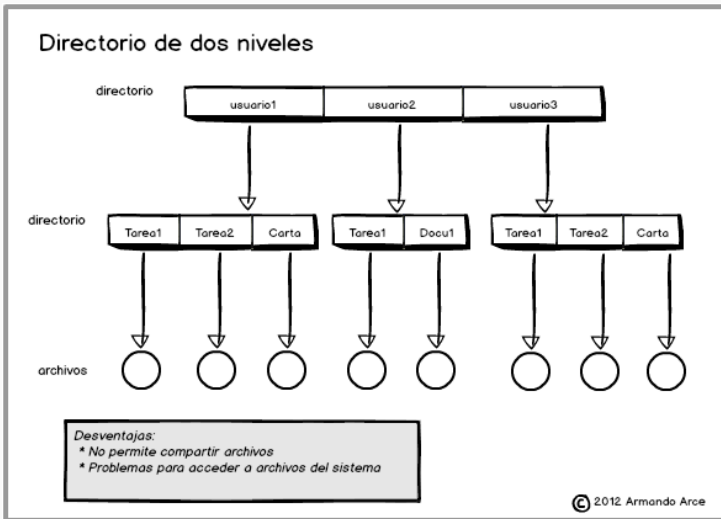 Directorio de dos niveles
directorio
usuario1 usuario2 usuario3
directorio
Tarea1 Tarea2 Carta Tarea1 Docu1 Tarea1 Tarea2 Carta
archivos
Desventajas:
* No permite compartir archivos
* Problemas para acceder a archivos del sistema
© 2012 Armando Arce